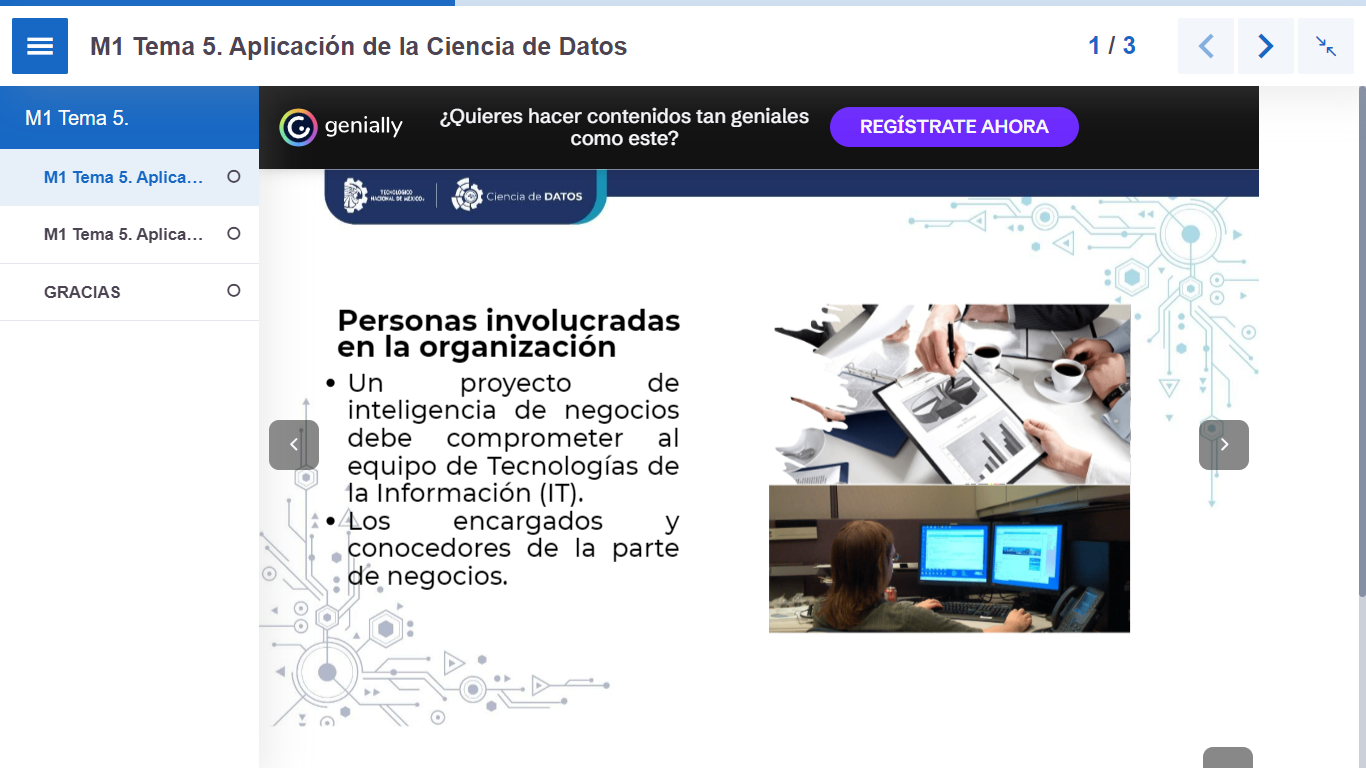 M1 Tema 5. Aplicación de la Ciencia de Datos
1 / 3
M1 Tema 5.
M1 Tema 5. Aplica...
M1 Tema 5. Aplica...
GRACIAS
genially
¿Quieres hacer contenidos tan geniales
como este?
REGÍSTRATE AHORA
TECNOLÓGICO
NACIONAL DE MÉXICO
Ciencia de DATOS
Personas involucradas
en la organización
• Un proyecto de
inteligencia de negocios
debe comprometer al
equipo de Tecnologías de
la Información (IT).
• Los encargados y
conocedores de la parte
de negocios.